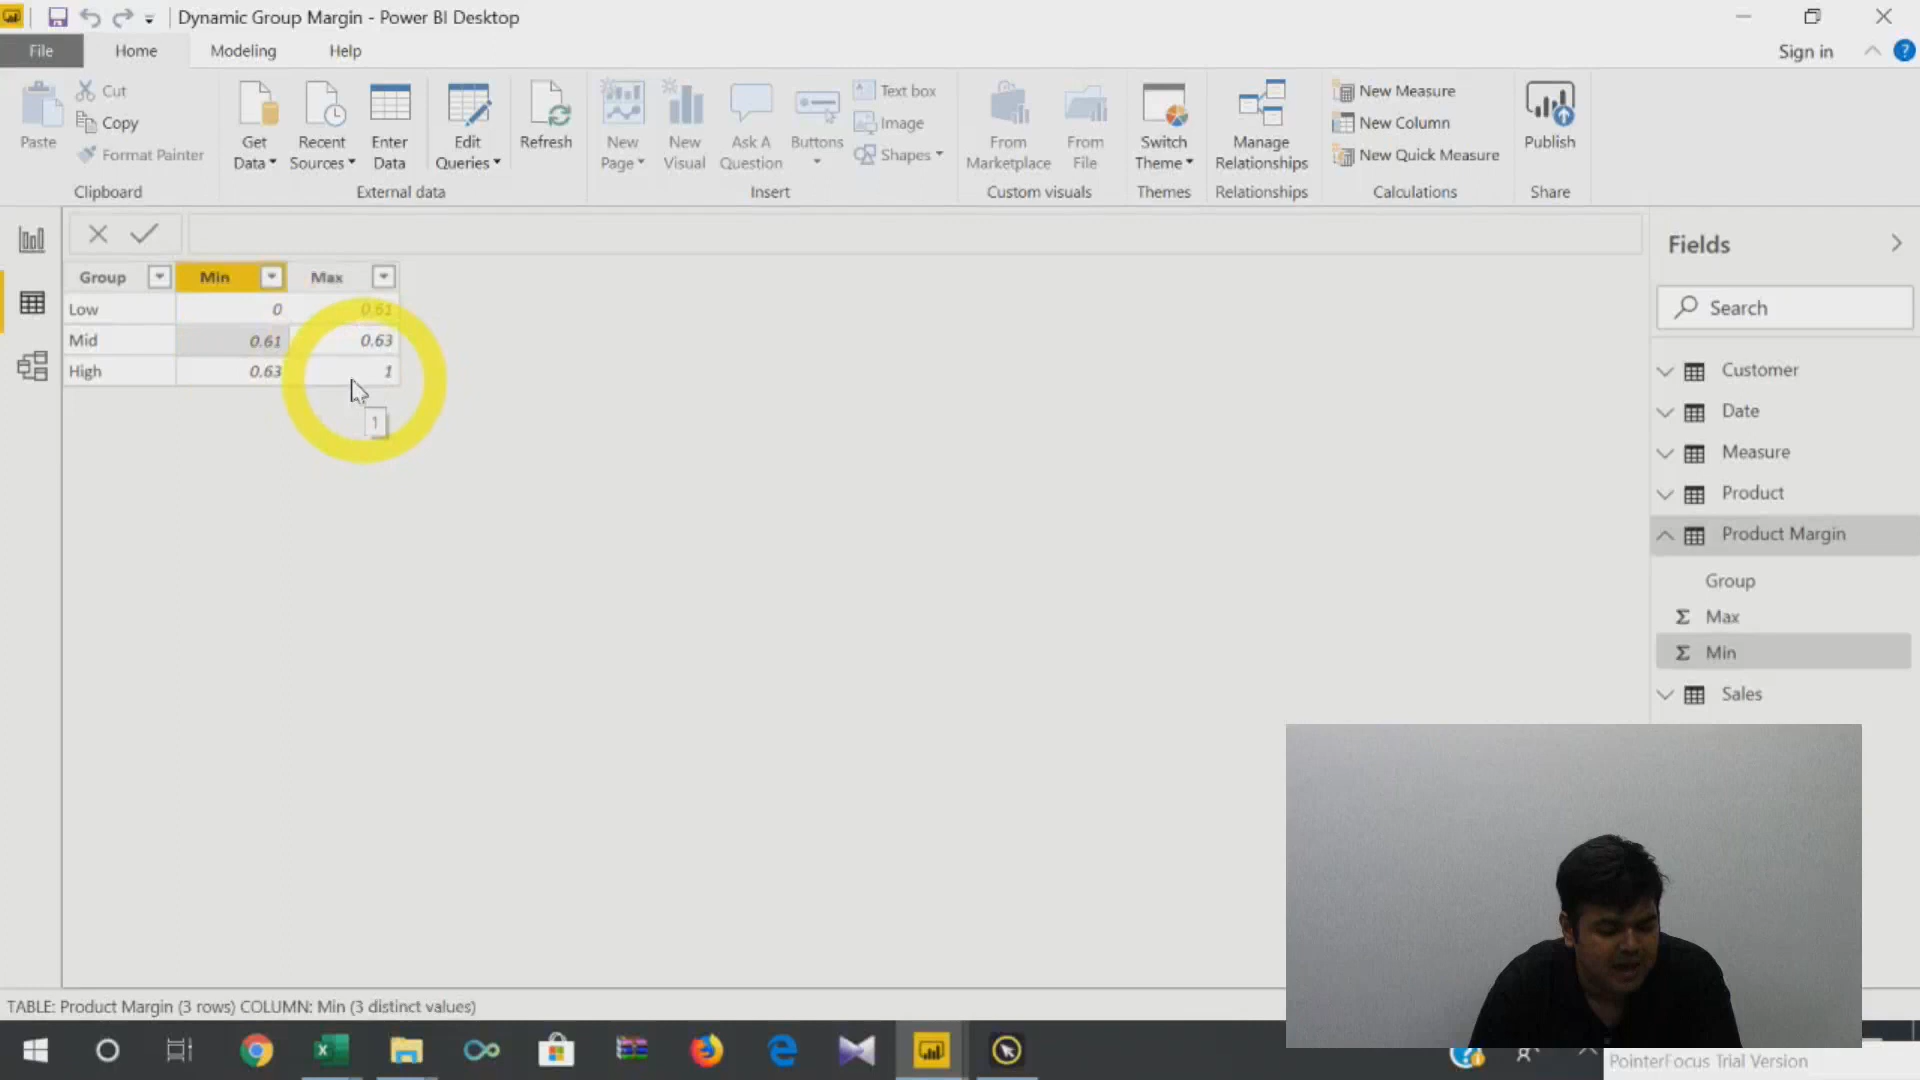 Dynamic Group Margin - Power BI Desktop
File Home Modeling Help Sign in ?
Paste Cut Copy Format Painter
Clipboard
Get Data Recent Sources Enter Data Edit Queries Refresh
External data
New Page New Visual Ask A Question Buttons Text box Image Shapes
Insert
From Marketplace From File
Custom visuals
Switch Theme
Themes
Manage Relationships
Relationships
New Measure
New Column
New Quick Measure
Calculations
Publish
Share
Group Min Max
Low 0 0.61
Mid 0.61 0.63
High 0.63 1
1
Fields
Search
Customer
Date
Measure
Product
Product Margin
Group
Σ Max
Σ Min
Sales
TABLE: Product Margin (3 rows) COLUMN: Min (3 distinct values)
PointerFocus Trial Version